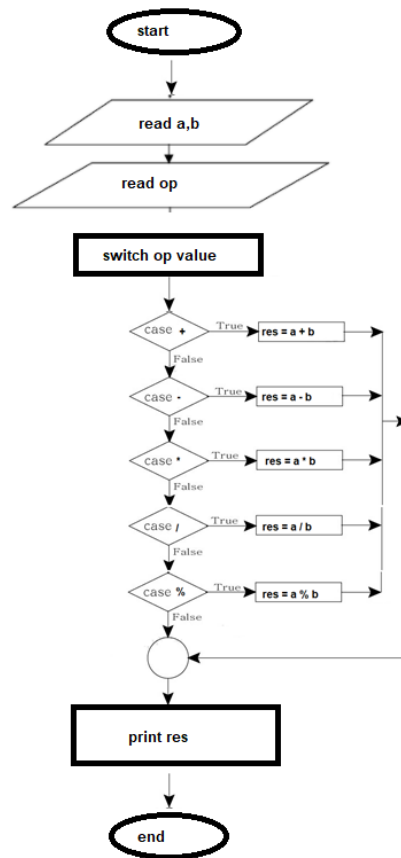 start
read a,b
read op
switch op value
case + True res = a + b
False
case - True res = a - b
False
case * True res = a * b
False
case / True res = a / b
False
case % True res = a % b
False
print res
end